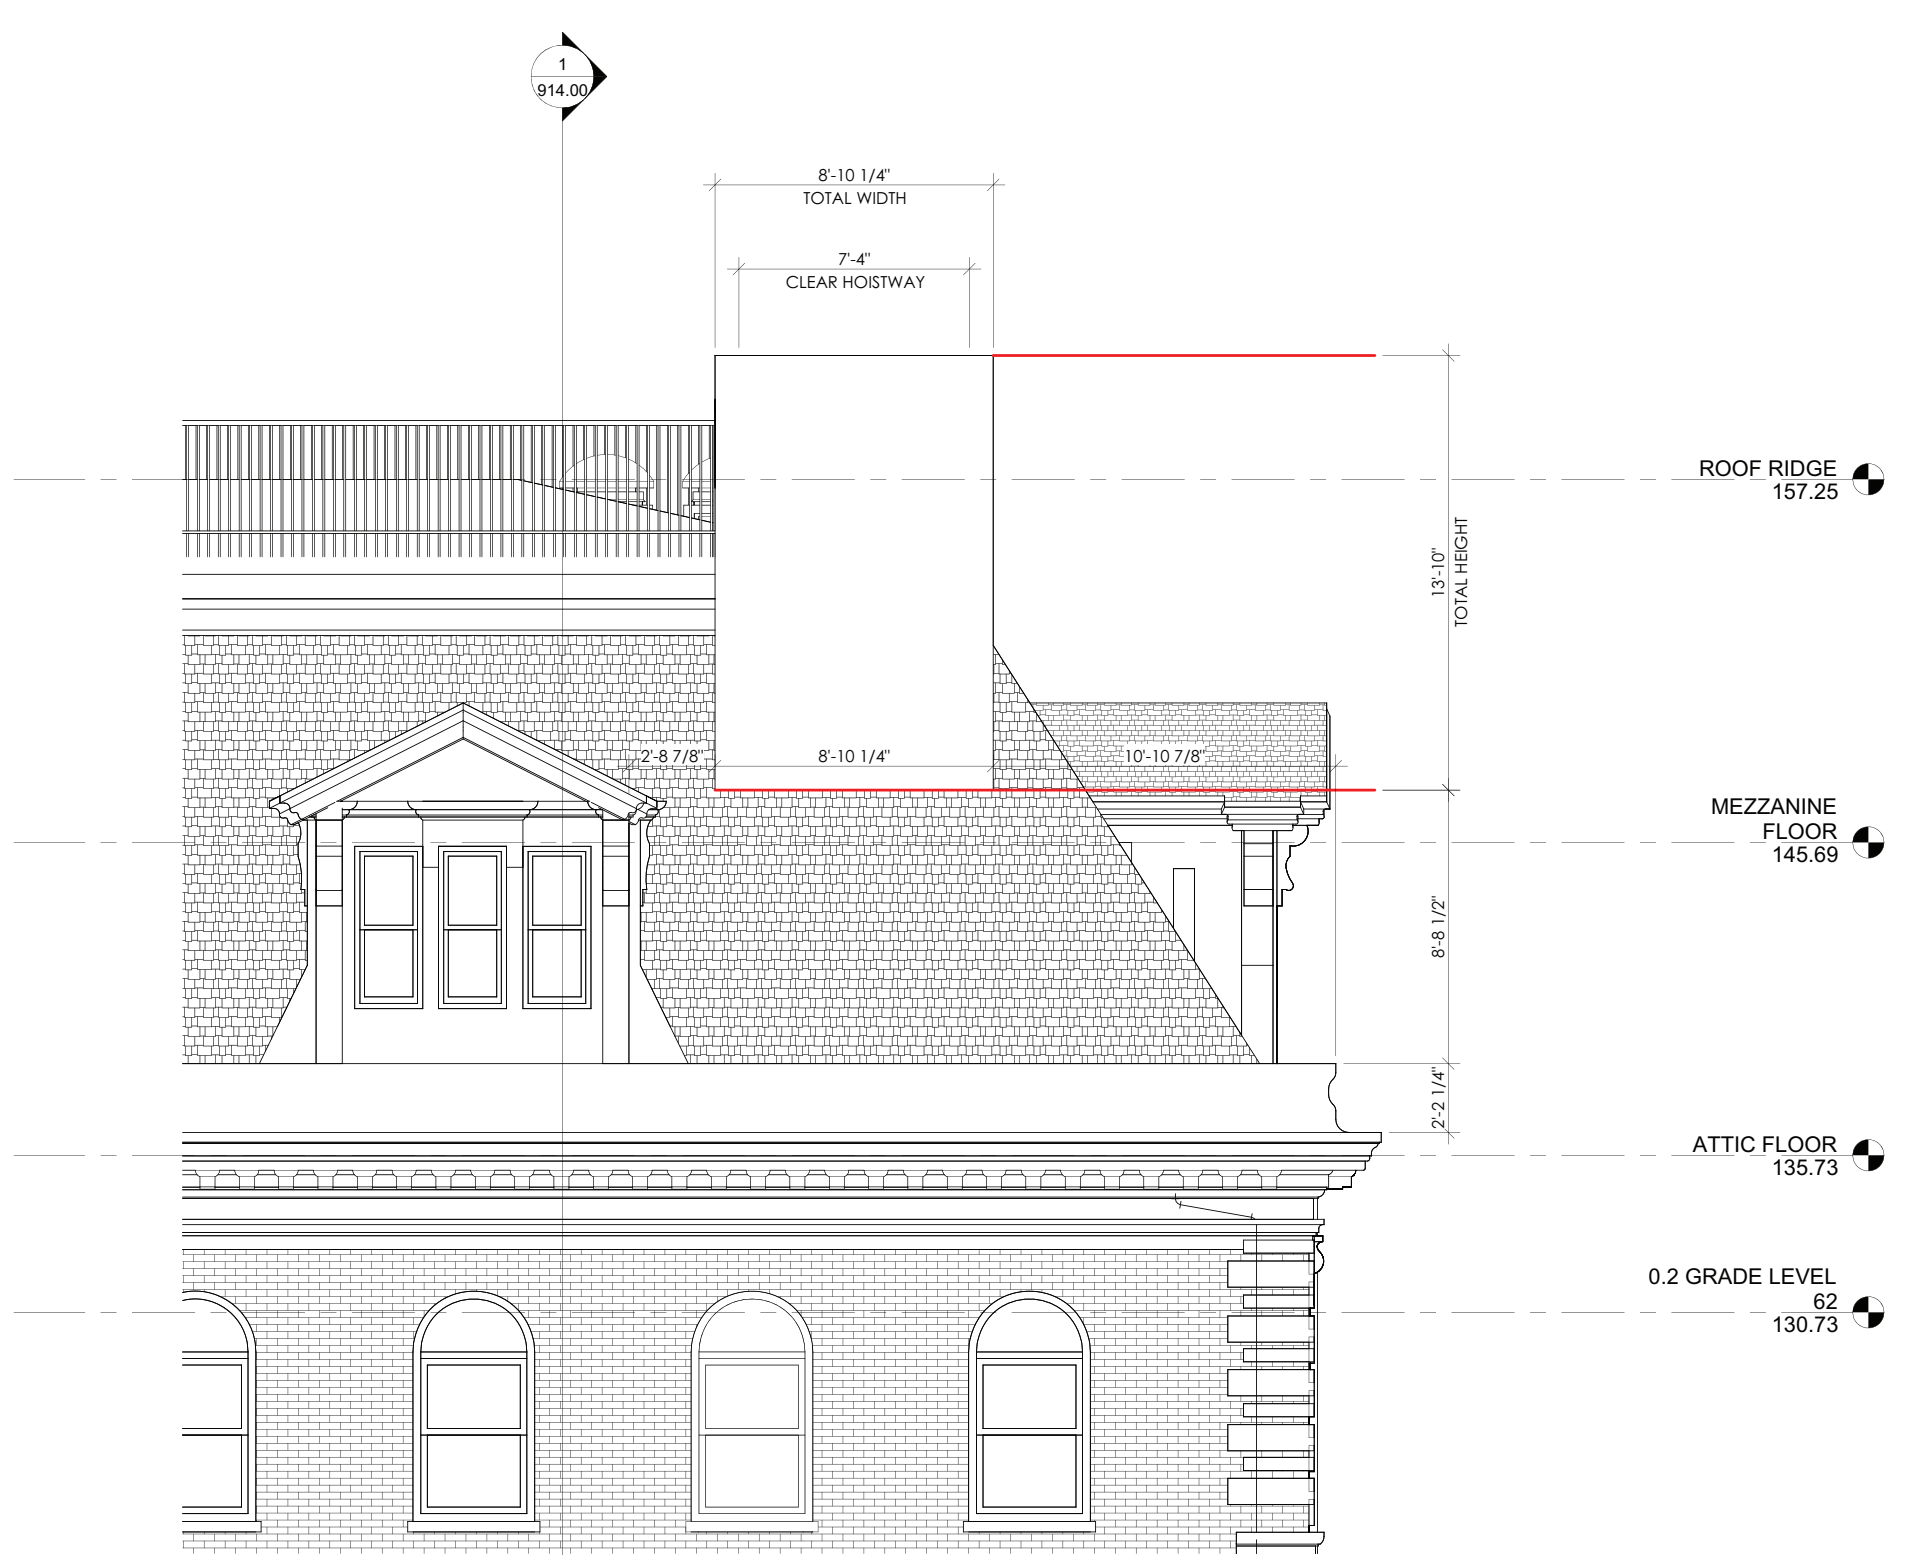 1
914.00
8'-10 1/4"
TOTAL WIDTH
7'-4"
CLEAR HOISTWAY
ROOF RIDGE
157.25
13'-10"
TOTAL HEIGHT
2'-8 7/8"
8'-10 1/4"
10'-10 7/8"
MEZZANINE
FLOOR
145.69
8'-8 1/2"
2'-2 1/4"
ATTIC FLOOR
135.73
0.2 GRADE LEVEL
62
130.73